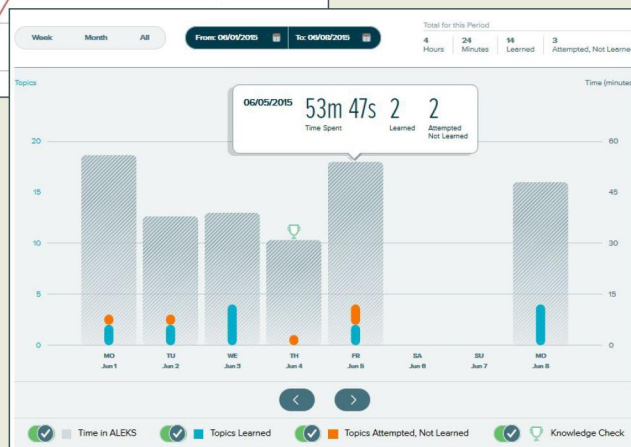 Week Month All From: 06/01/2015 To: 06/08/2015
Total for this Period
4 24 14 3
Hours Minutes Learned Attempted, Not Learned
Topics Time (minutes
06/05/2015 53m 47s 2 2
Time Spent Learned Attempted
Not Learned
20 60
15 45
10 30
5 15
0 0
MO TU WE TH FR SA SU MO
Jun 1 Jun 2 Jun 3 Jun 4 Jun 5 Jun 6 Jun 7 Jun 8
< >
Time in ALEKS Topics Learned Topics Attempted, Not Learned Knowledge Check